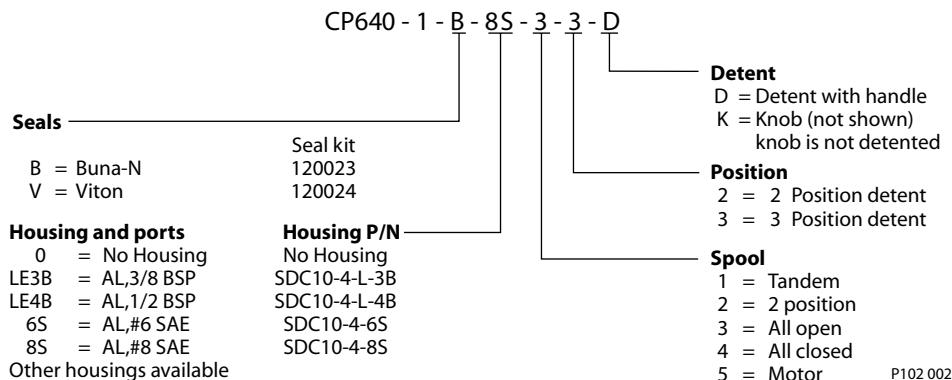 CP640 - 1 - B - 8S - 3 - 3 - D
Seals
Seal kit
B = Buna-N 120023
V = Viton 120024
Housing and ports Housing P/N
0 = No Housing No Housing
LE3B = AL,3/8 BSP SDC10-4-L-3B
LE4B = AL,1/2 BSP SDC10-4-L-4B
6S = AL,#6 SAE SDC10-4-6S
8S = AL,#8 SAE SDC10-4-8S
Other housings available
Detent
D = Detent with handle
K = Knob (not shown)
knob is not detented
Position
2 = 2 Position detent
3 = 3 Position detent
Spool
1 = Tandem
2 = 2 position
3 = All open
4 = All closed
5 = Motor
P102 002